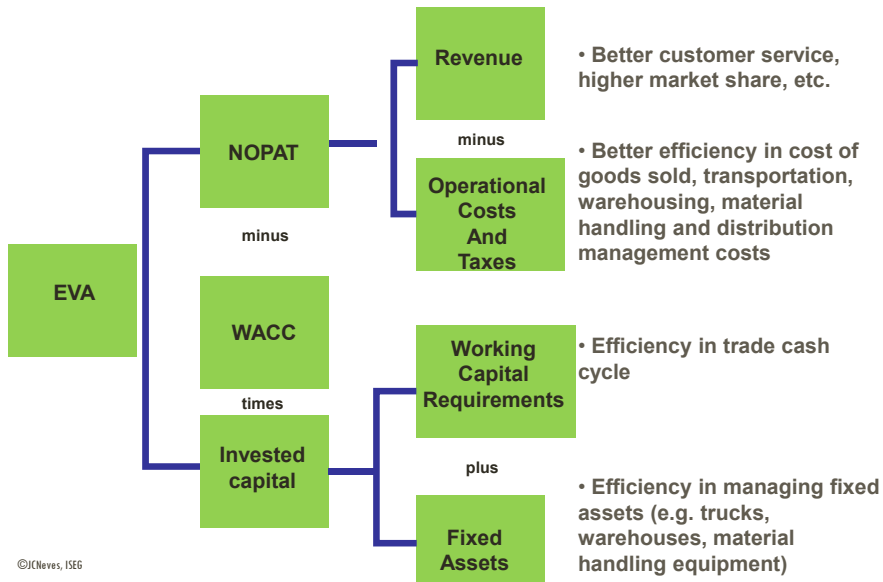 EVA
NOPAT
minus
WACC
times
Invested
capital
Revenue
minus
Operational
Costs
And
Taxes
Working
Capital
Requirements
plus
Fixed
Assets
• Better customer service,
higher market share, etc.
• Better efficiency in cost of
goods sold, transportation,
warehousing, material
handling and distribution
management costs
• Efficiency in trade cash
cycle
• Efficiency in managing fixed
assets (e.g. trucks,
warehouses, material
handling equipment)
©JCNeves, ISEG